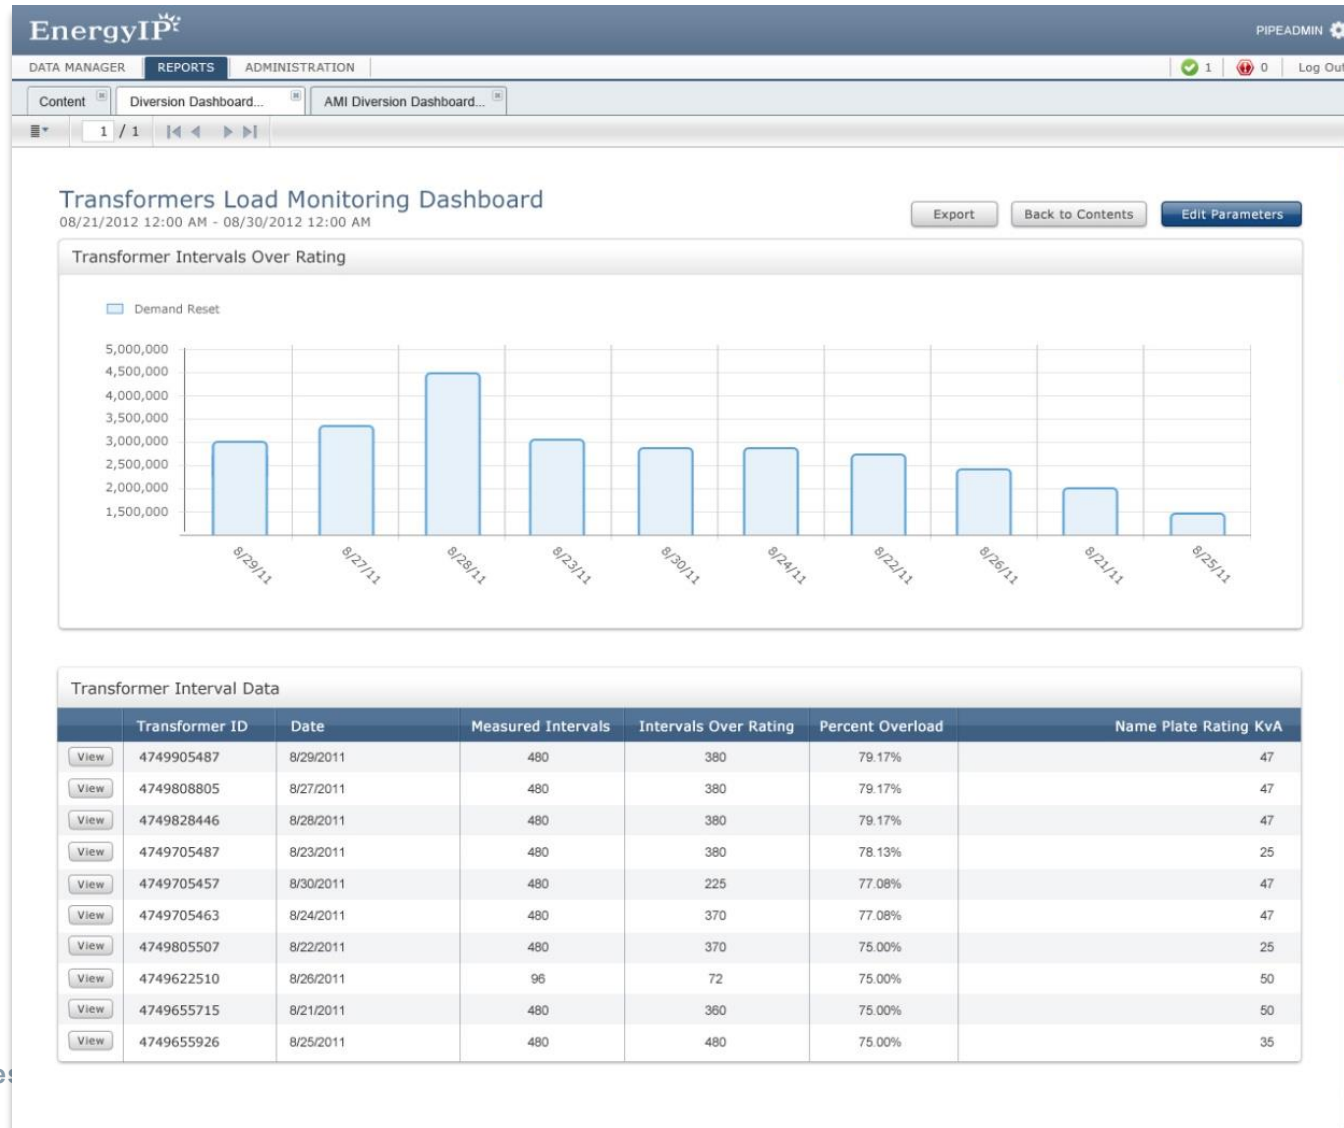 EnergyIP
PIPEADMIN
DATA MANAGER REPORTS ADMINISTRATION 1 0 Log Out
Content Diversion Dashboard... AMI Diversion Dashboard...
1 / 1
Transformers Load Monitoring Dashboard
08/21/2012 12:00 AM - 08/30/2012 12:00 AM
Export Back to Contents Edit Parameters
Transformer Intervals Over Rating
Demand Reset
5,000,000
4,500,000
4,000,000
3,500,000
3,000,000
2,500,000
2,000,000
1,500,000
8/29/11 8/27/11 8/28/11 8/23/11 8/30/11 8/24/11 8/22/11 8/26/11 8/21/11 8/25/11
Transformer Interval Data
Transformer ID Date Measured Intervals Intervals Over Rating Percent Overload Name Plate Rating KvA
View 4749905487 8/29/2011 480 380 79.17% 47
View 4749808805 8/27/2011 480 380 79.17% 47
View 4749828446 8/28/2011 480 380 79.17% 47
View 4749705487 8/23/2011 480 380 78.13% 25
View 4749705457 8/30/2011 480 225 77.08% 47
View 4749705463 8/24/2011 480 370 77.08% 47
View 4749805507 8/22/2011 480 370 75.00% 25
View 4749622510 8/26/2011 96 72 75.00% 50
View 4749655715 8/21/2011 480 360 75.00% 50
View 4749655926 8/25/2011 480 480 75.00% 35